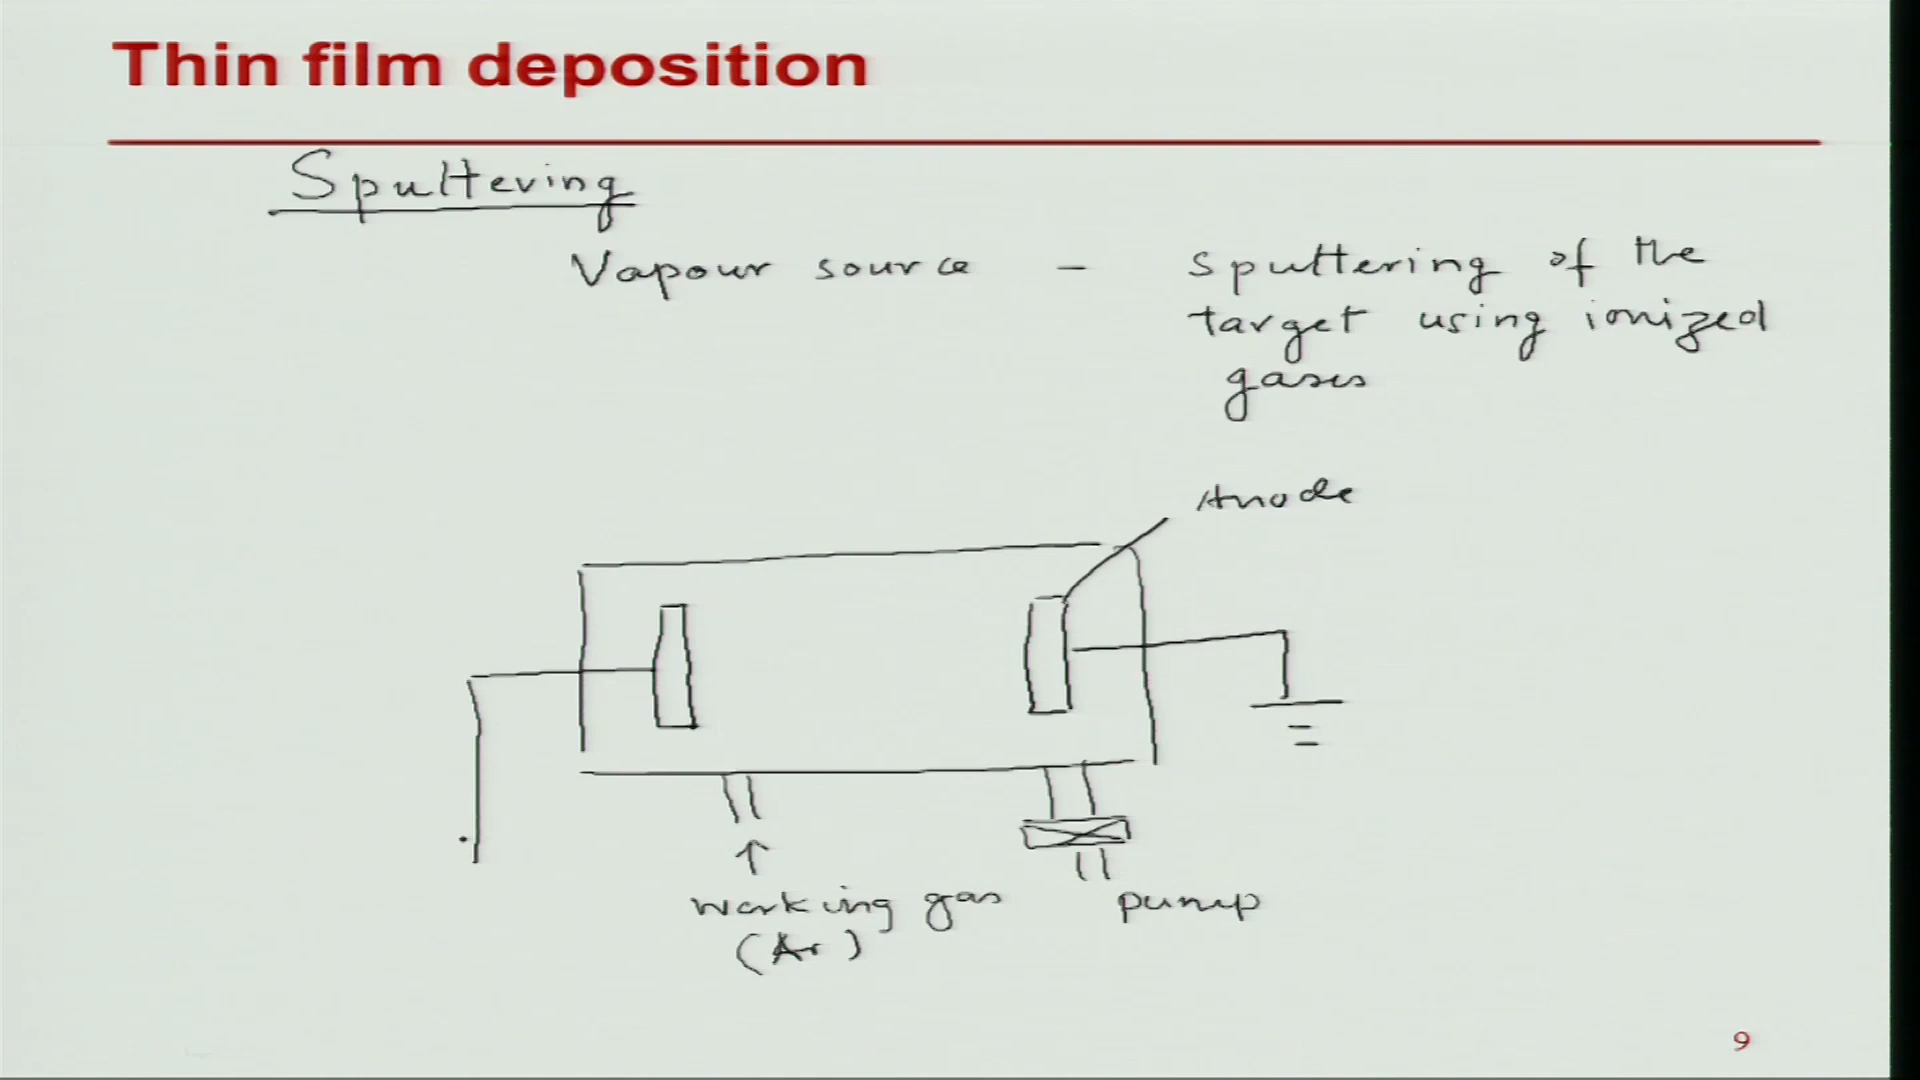 Thin film deposition
Sputtering
Vapour source - sputtering of the
target using ionized
gases
Anode
working gas
(Ar)
pump
9